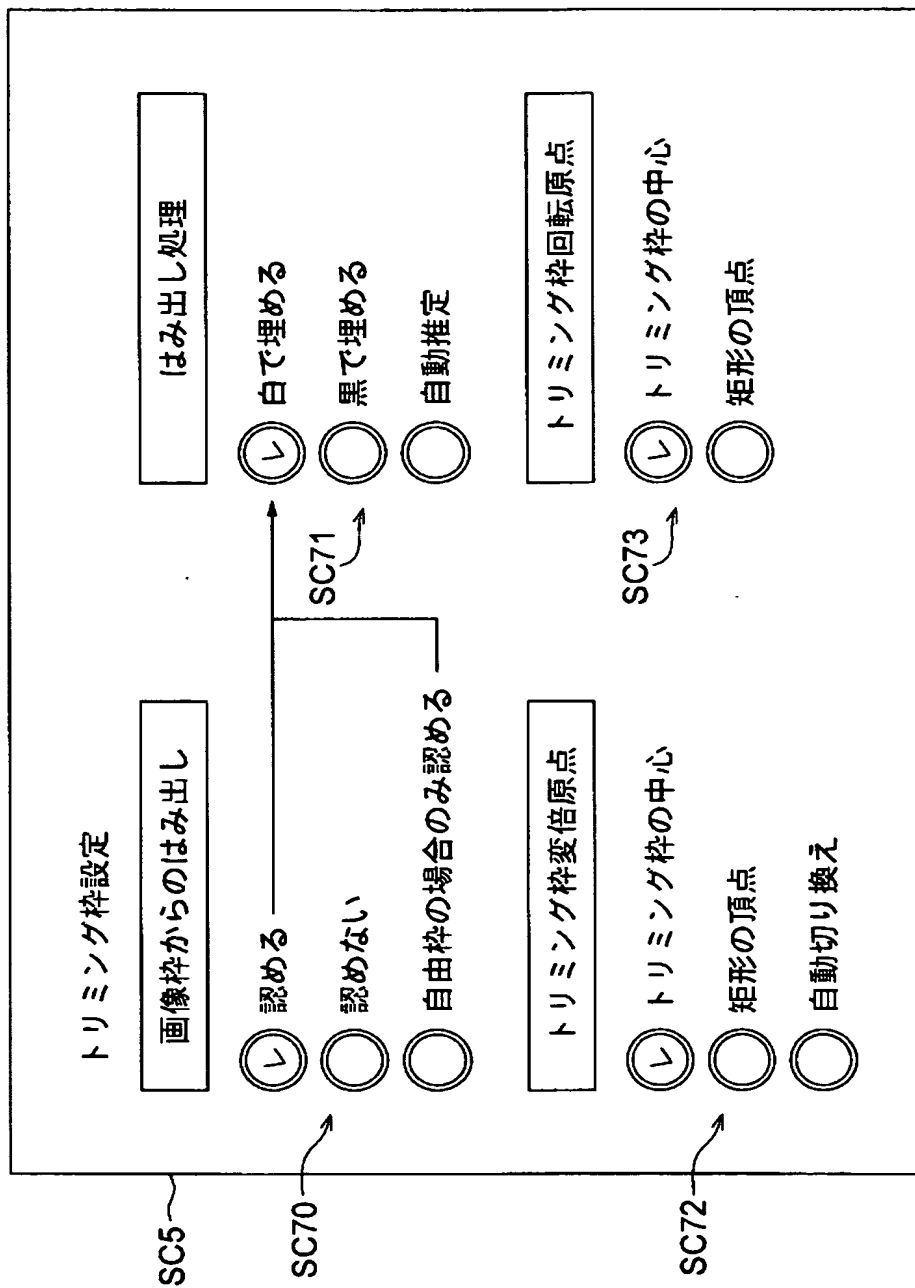 SC5
トリミング枠設定
画像枠からのはみ出し
SC70
認める
認めない
自由枠の場合のみ認める
はみ出し処理
SC71
白で埋める
黒で埋める
自動推定
トリミング枠変倍原点
SC72
トリミング枠の中心
矩形の頂点
自動切り換え
トリミング枠回転原点
SC73
トリミング枠の中心
矩形の頂点